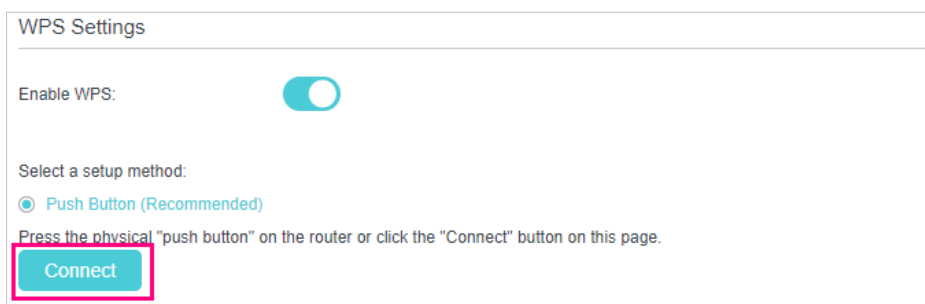 WPS Settings
Enable WPS:
Select a setup method:
Push Button (Recommended)
Press the physical "push button" on the router or click the "Connect" button on this page.
Connect